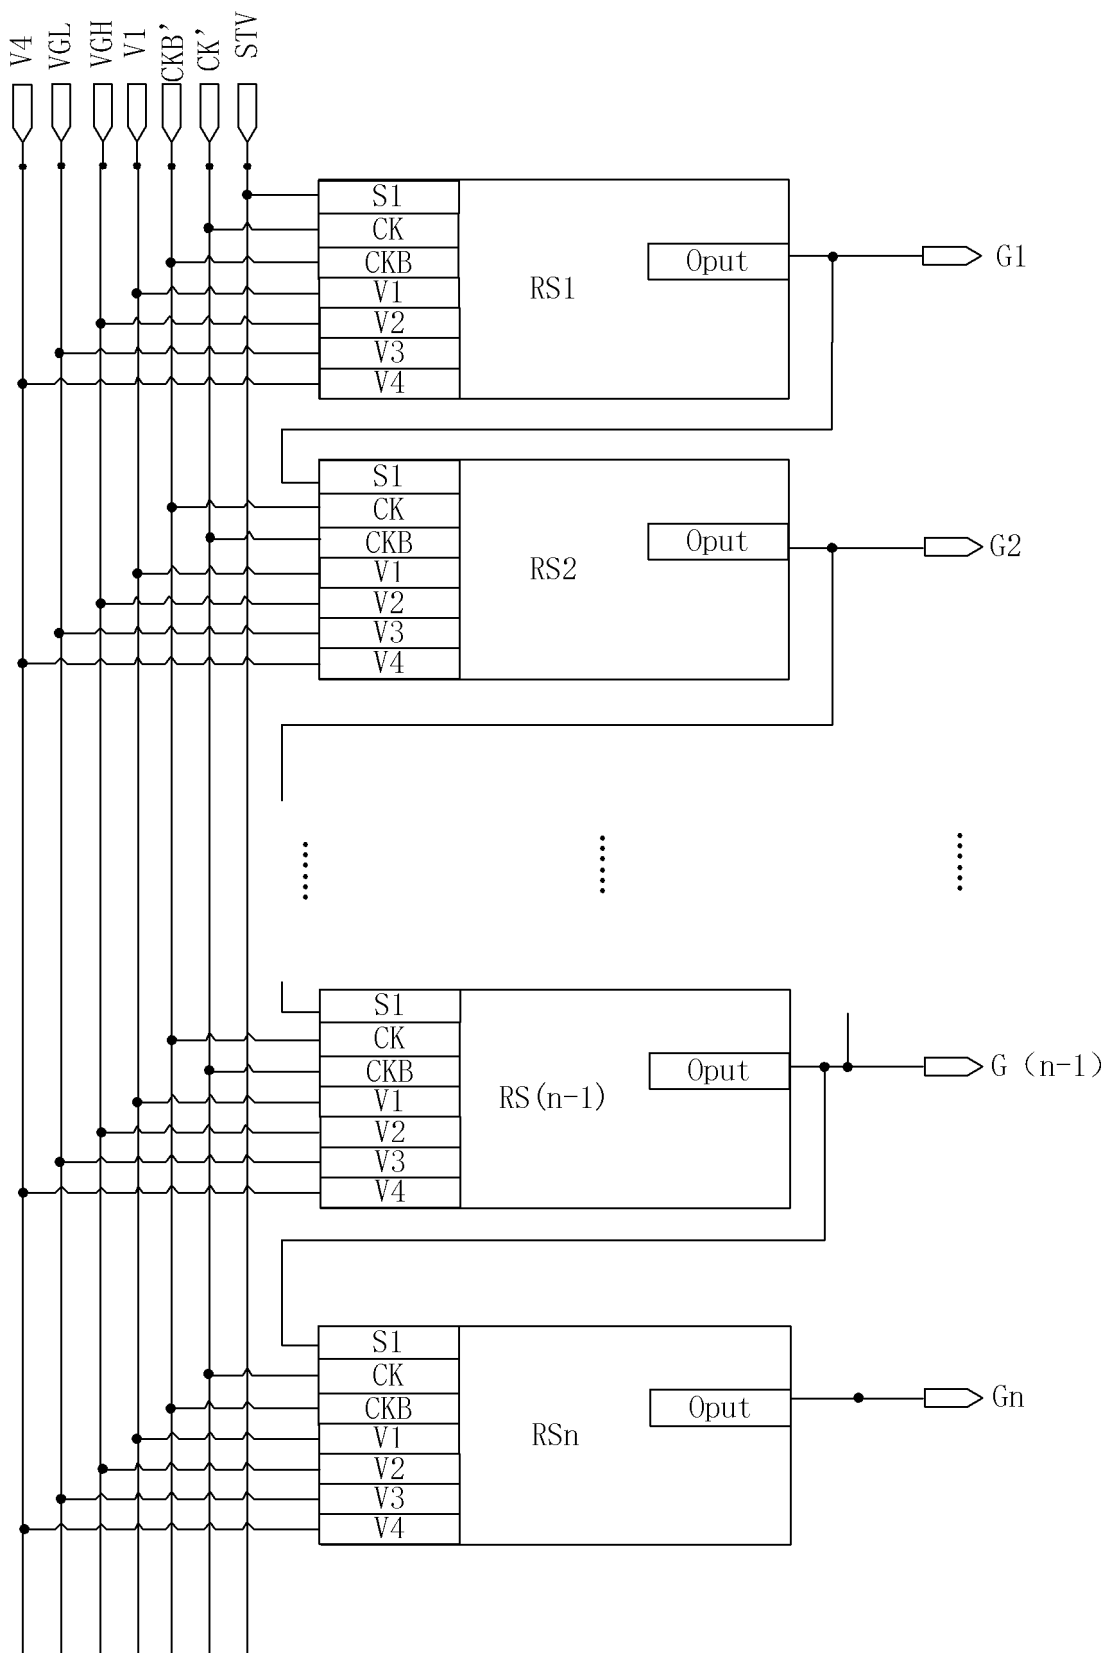 V4
VGL
VGH
V1
CKB'
CK'
STV
S1
CK
CKB
V1
V2
V3
V4
RS1
Oput
G1
S1
CK
CKB
V1
V2
V3
V4
RS2
Oput
G2
S1
CK
CKB
V1
V2
V3
V4
RS(n-1)
Oput
G (n-1)
S1
CK
CKB
V1
V2
V3
V4
RSn
Oput
Gn